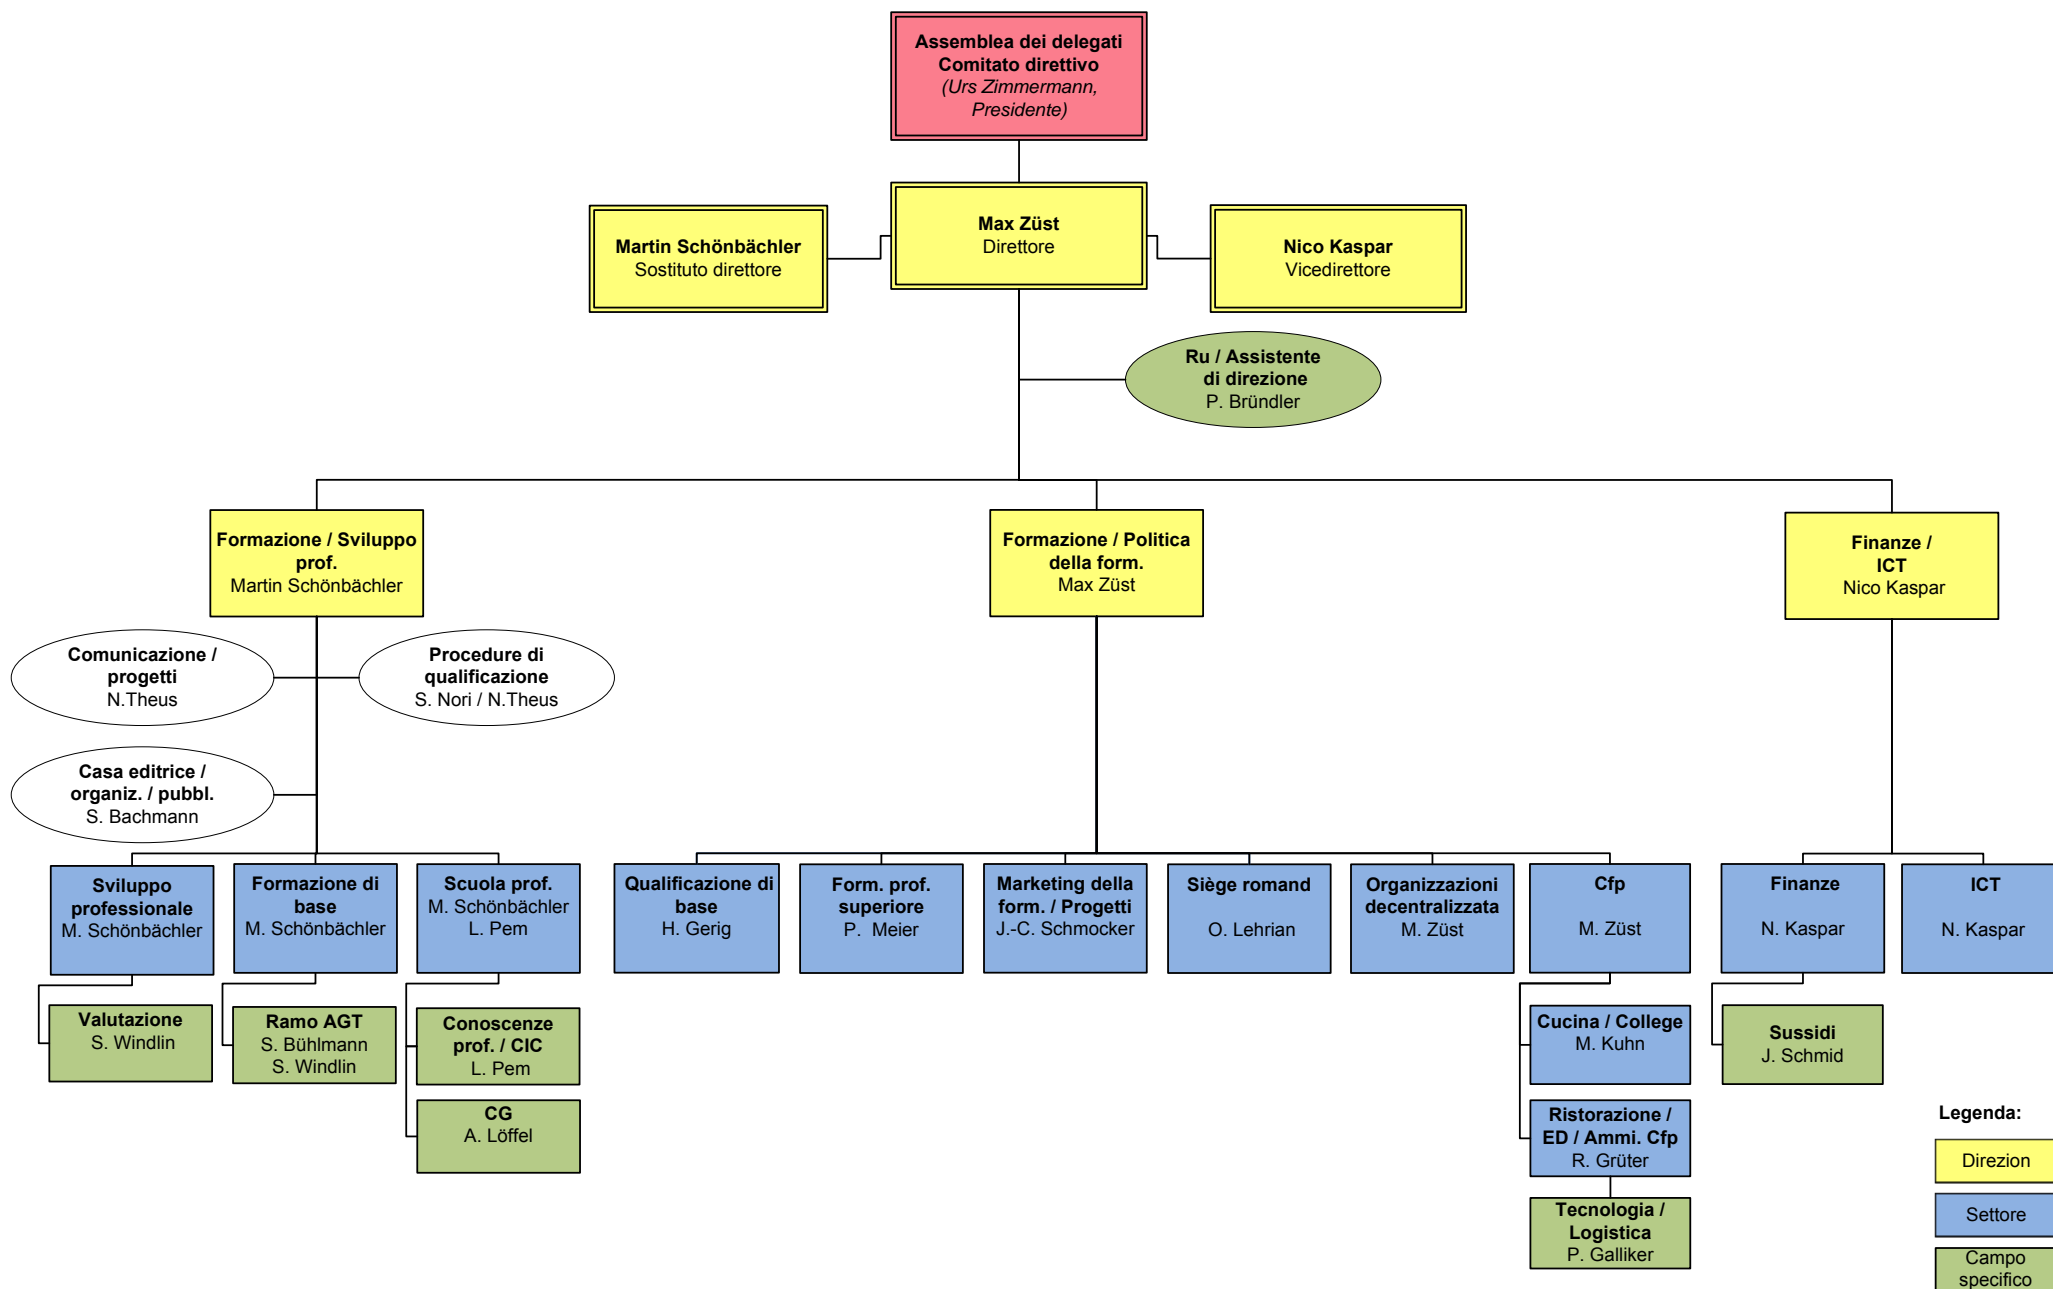 Assemblea dei delegati
Comitato direttivo
(Urs Zimmermann,
Presidente)
Max Züst
Direttore
Martin Schönbächler
Sostituto direttore
Nico Kaspar
Vicedirettore
Ru / Assistente
di direzione
P. Bründler
Formazione / Sviluppo
prof.
Martin Schönbächler
Formazione / Politica
della form.
Max Züst
Finanze /
ICT
Nico Kaspar
Comunicazione /
progetti
N.Theus
Procedure di
qualificazione
S. Nori / N.Theus
Casa editrice /
organiz. / pubbl.
S. Bachmann
Sviluppo
professionale
M. Schönbächler
Formazione di
base
M. Schönbächler
Scuola prof.
M. Schönbächler
L. Pem
Qualificazione di
base
H. Gerig
Form. prof.
superiore
P. Meier
Marketing della
form. / Progetti
J.-C. Schmocker
Siège romand
O. Lehrian
Organizzazioni
decentralizzata
M. Züst
Cfp
M. Züst
Finanze
N. Kaspar
ICT
N. Kaspar
Valutazione
S. Windlin
Ramo AGT
S. Bühlmann
S. Windlin
Conoscenze
prof. / CIC
L. Pem
CG
A. Löffel
Cucina / College
M. Kuhn
Ristorazione /
ED / Ammi. Cfp
R. Grüter
Tecnologia /
Logistica
P. Galliker
Sussidi
J. Schmid
Legenda:
Direzion
Settore
Campo
specifico